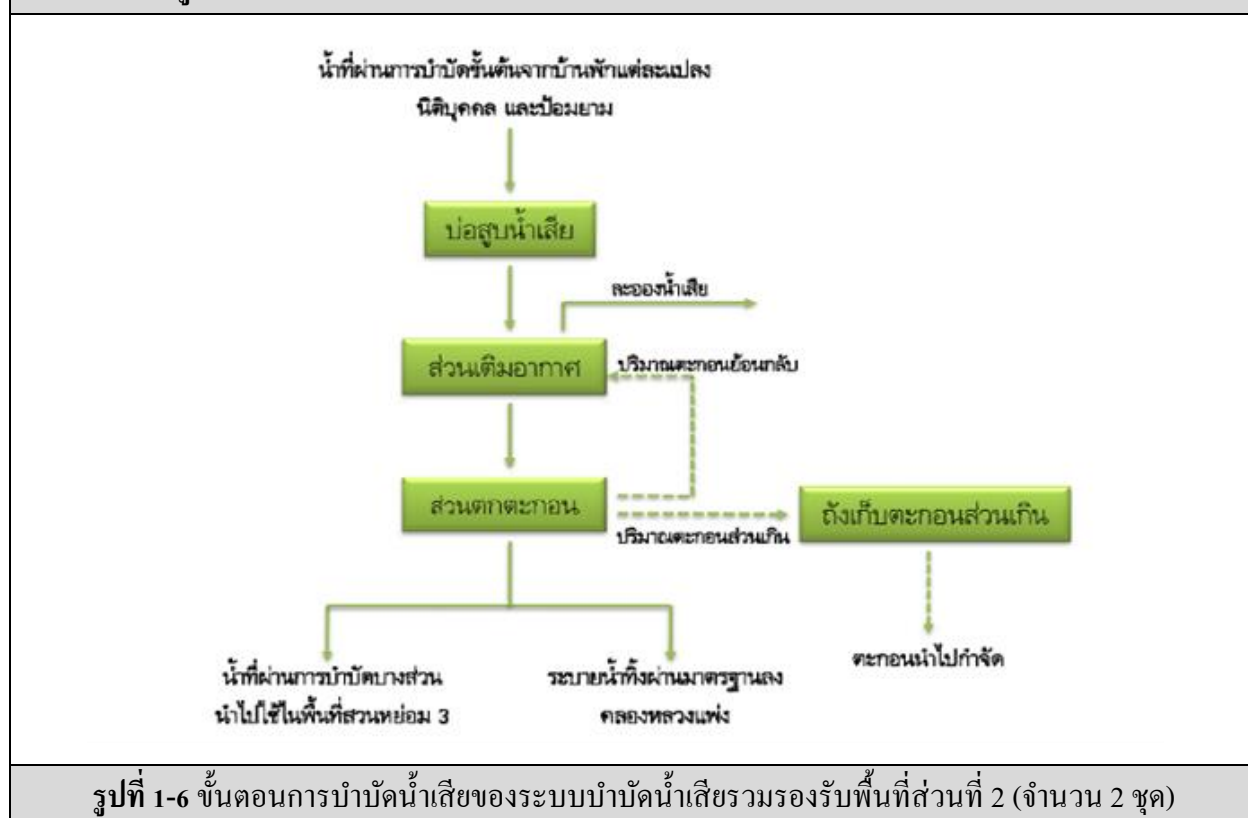 น้ำที่ผ่านการบำบัดขั้นต้นจากบ้านพักแต่ละแปลง
นิติบุคคล และป้อมยาม
บ่อสูบน้ำเสีย
ละอองน้ำเสีย
ส่วนเติมอากาศ
ปริมาณตะกอนย้อนกลับ
ส่วนตกตะกอน
ถังเก็บตะกอนส่วนเกิน
ปริมาณตะกอนส่วนเกิน
ตะกอนนำไปกำจัด
น้ำที่ผ่านการบำบัดบางส่วน
นำไปใช้ในพื้นที่สวนหย่อม 3
ระบายน้ำทิ้งผ่านมาตรฐานลง
คลองหลวงแพ่ง
รูปที่ 1-6 ขั้นตอนการบำบัดน้ำเสียของระบบบำบัดน้ำเสียรวมรองรับพื้นที่ส่วนที่ 2 (จำนวน 2 ชุด)